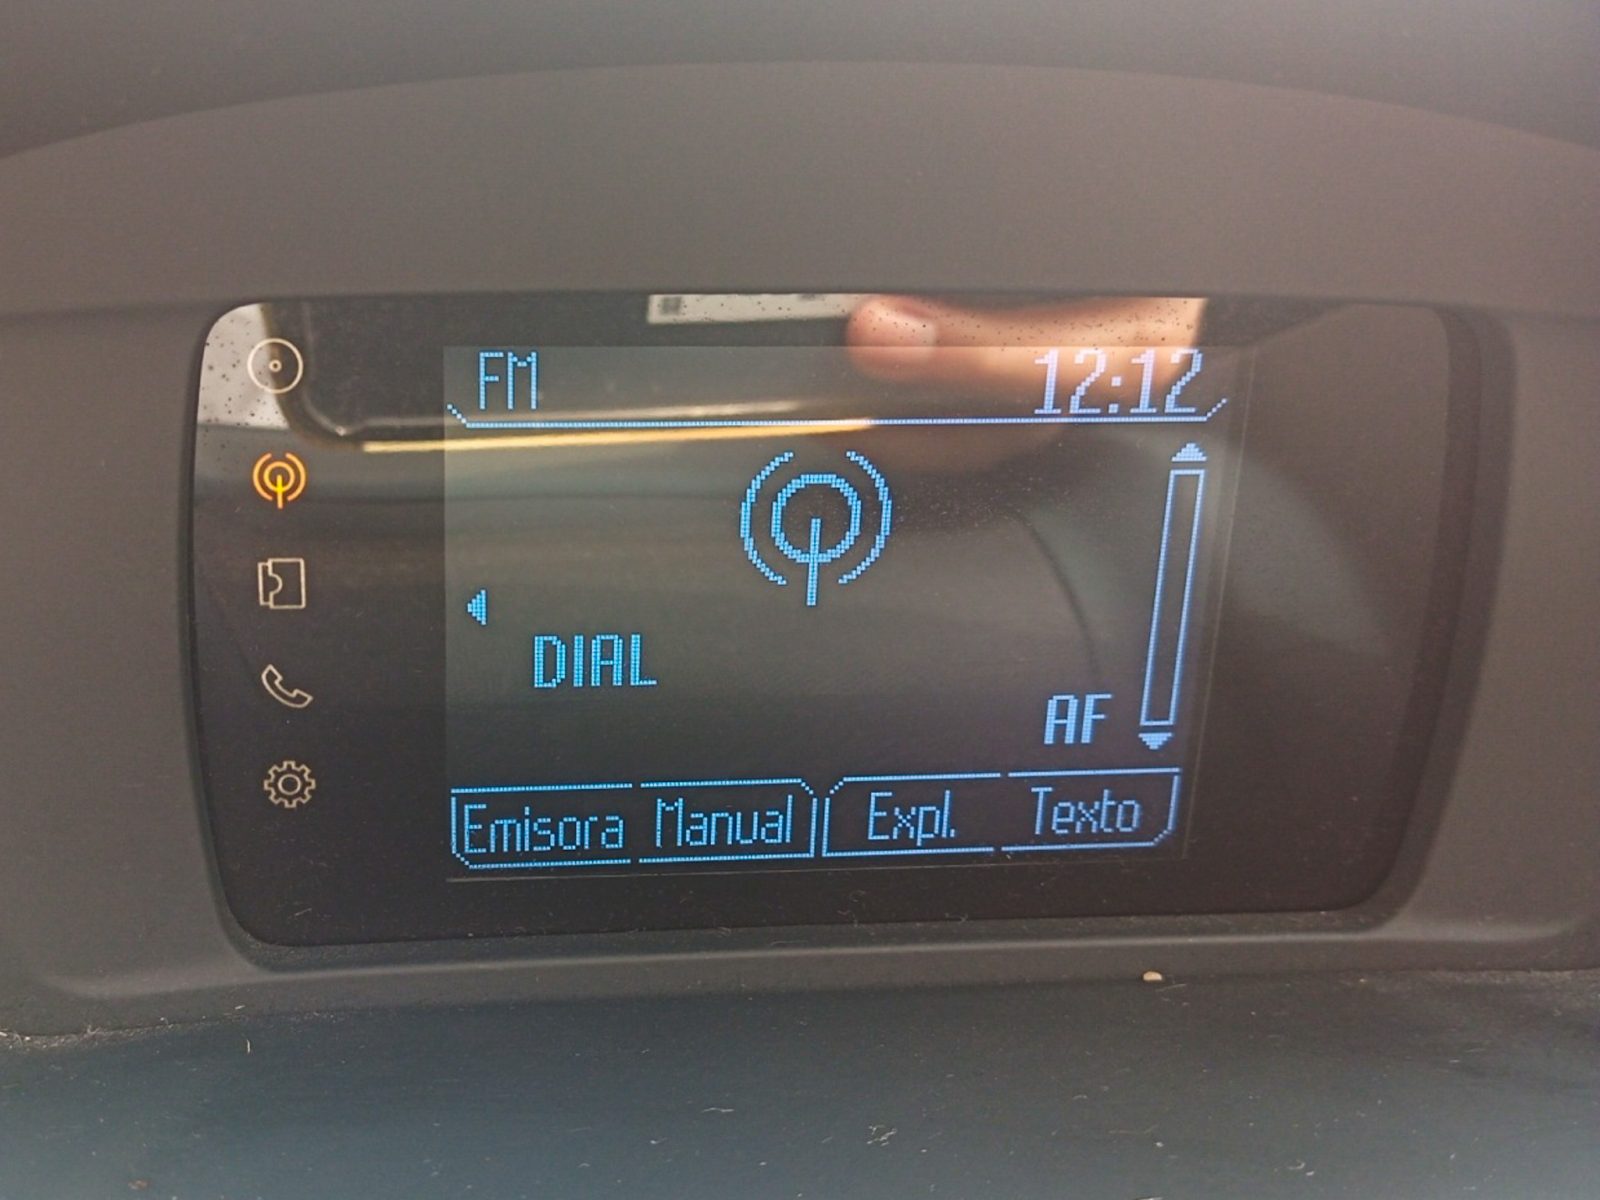 FM 12:12
DIAL
AF
Emisora Manual Expl. Texto